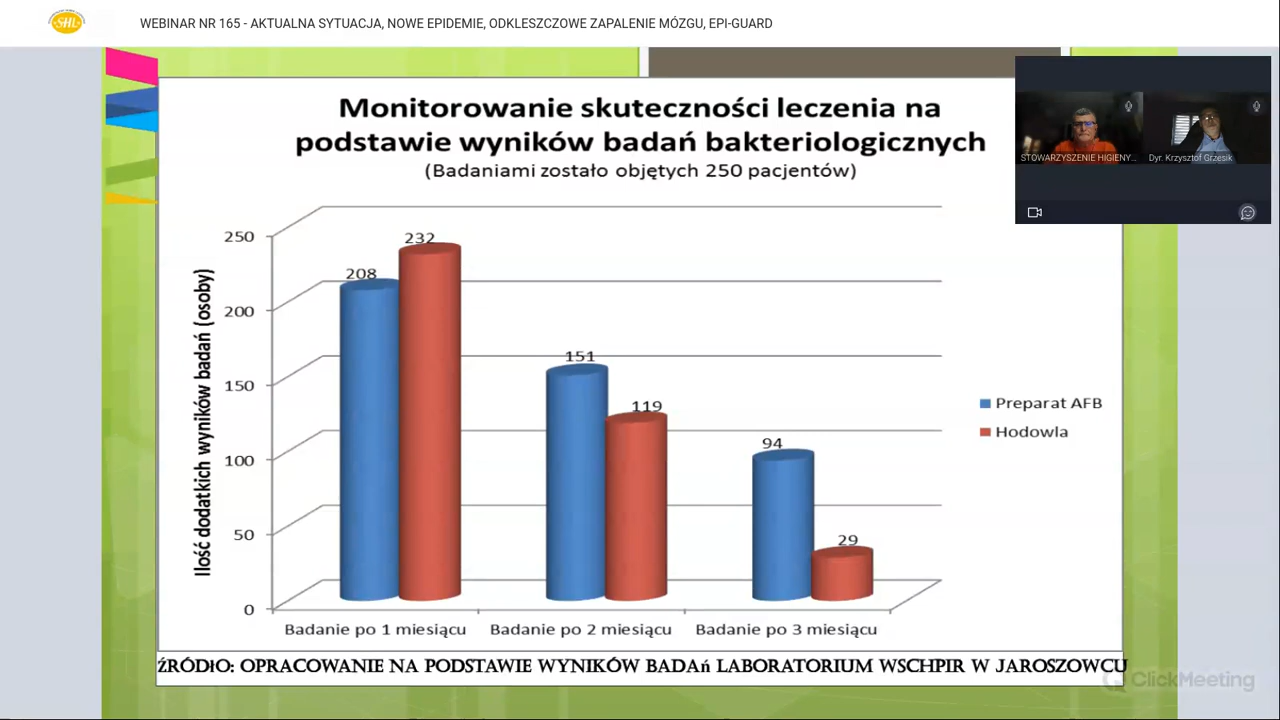 SHL
WEBINAR NR 165 - AKTUALNA SYTUACJA, NOWE EPIDEMIE, ODKLESZCZOWE ZAPALENIE MÓZGU, EPI-GUARD
Monitorowanie skuteczności leczenia na
podstawie wyników badań bakteriologicznych
(Badaniami zostało objętych 250 pacjentów)
STOWARZYSZENIE HIGIENY...
Dyr. Krzysztof Grzesik
Ilość dodatkich wyników badań (osoby)
250
200
150
100
50
0
208
232
151
119
94
29
Badanie po 1 miesiącu
Badanie po 2 miesiącu
Badanie po 3 miesiącu
Preparat AFB
Hodowla
ŹRÓDŁO: OPRACOWANIE NA PODSTAWIE WYNIKÓW BADAń LABORATORIUM WSCHPIR W JAROSZOWCU
ClickMeeting